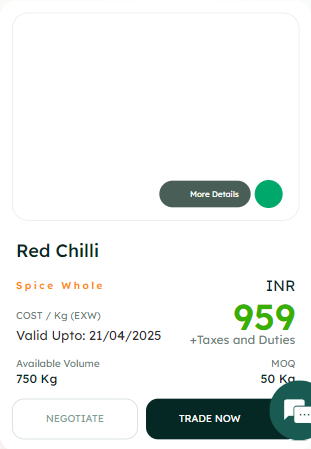 More Details
Red Chilli
Spice Whole
INR
COST / Kg (EXW)
959
Valid Upto: 21/04/2025
+Taxes and Duties
Available Volume
MOQ
750 Kg
50 Kg
NEGOTIATE
TRADE NOW